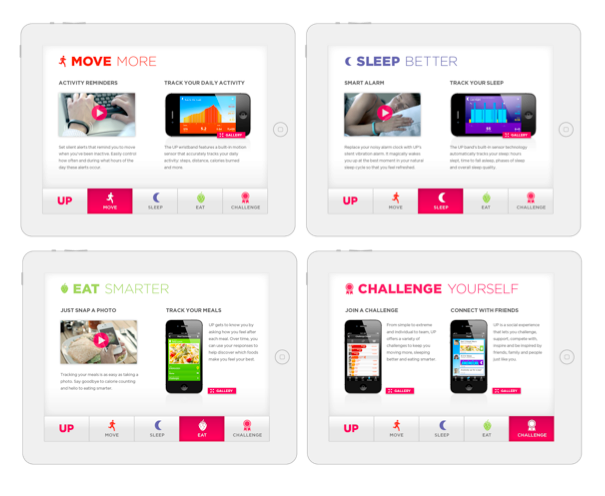 MOVE MORE
ACTIVITY REMINDERS
Set silent alerts that remind you to move
when you've been inactive. Easily control
how often and during what hours of the
day these alerts occur.
TRACK YOUR DAILY ACTIVITY
GALLERY
The UP wristband features a built-in motion
sensor that accurately tracks your daily
activity: steps, distance, calories burned
and more.
UP
MOVE
SLEEP
EAT
CHALLENGE
SLEEP BETTER
SMART ALARM
Replace your noisy alarm clock with UP's
silent vibration alarm. It magically wakes
you up at the best moment in your natural
sleep cycle so that you feel refreshed.
TRACK YOUR SLEEP
GALLERY
The UP band's built-in sensor technology
automatically tracks your sleep: hours
slept, time to fall asleep, phases of sleep
and overall sleep quality.
UP
MOVE
SLEEP
EAT
CHALLENGE
EAT SMARTER
JUST SNAP A PHOTO
Tracking your meals is as easy as taking a
photo. Say goodbye to calorie counting
and hello to eating smarter.
TRACK YOUR MEALS
UP gets to know you by
asking how you feel after
each meal. Over time, you
can use your responses to
help discover which foods
make you feel your best.
GALLERY
UP
MOVE
SLEEP
EAT
CHALLENGE
CHALLENGE YOURSELF
JOIN A CHALLENGE
From simple to extreme
and individual to team, UP
offers a variety of
challenges to keep you
moving more, sleeping
better and eating smarter.
GALLERY
CONNECT WITH FRIENDS
UP is a social experience
that lets you challenge,
support, compete with,
inspire and be inspired by
friends, family and people
just like you.
GALLERY
UP
MOVE
SLEEP
EAT
CHALLENGE